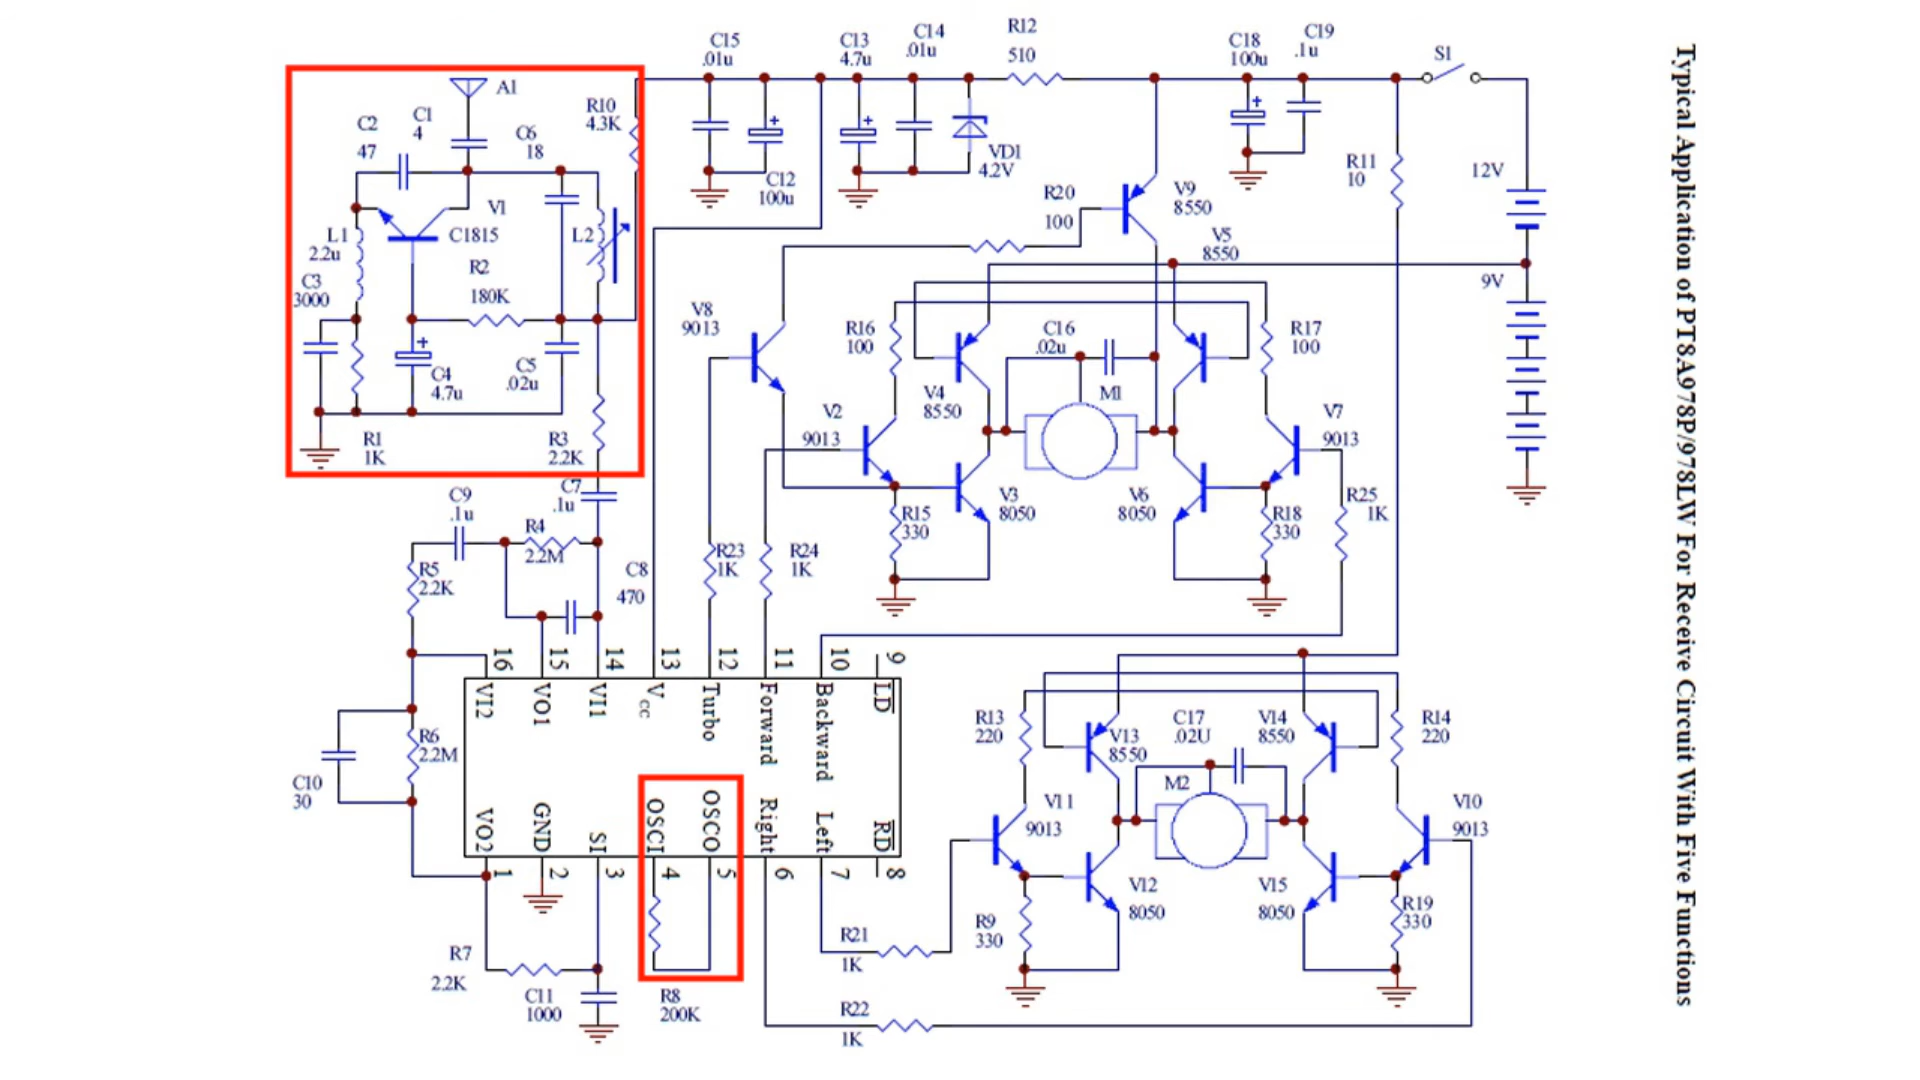 Typical Application of PT8A978P/978LW For Receive Circuit With Five Functions
A1
C1
4
C2
47
C6
18
R10
4.3K
V1
C1815
L1
2.2u
L2
R2
180K
C3
3000
C4
4.7u
C5
.02u
R1
1K
R3
2.2K
C15
.01u
C12
100u
C13
4.7u
C14
.01u
VD1
4.2V
R12
510
C18
100u
C19
.1u
S1
12V
9V
R11
10
R20
100
V9
8550
V5
8550
V8
9013
R16
100
V4
8550
C16
.02u
M1
R17
100
V2
9013
V7
9013
V3
8050
V6
8050
R15
330
R18
330
R25
1K
C9
.1u
C7
.1u
R4
2.2M
R5
2.2K
C8
470
R23
1K
R24
1K
16
15
14
13
12
11
10
9
VI2
VO1
VI1
VCC
Turbo
Forward
Backward
LD
VO2
GND
SI
OSCI
OSCO
Right
Left
RD
1
2
3
4
5
6
7
8
R6
2.2M
C10
30
R7
2.2K
C11
1000
R8
200K
R21
1K
R22
1K
R13
220
V13
8550
C17
.02U
V14
8550
R14
220
M2
V11
9013
V10
9013
V12
8050
V15
8050
R9
330
R19
330